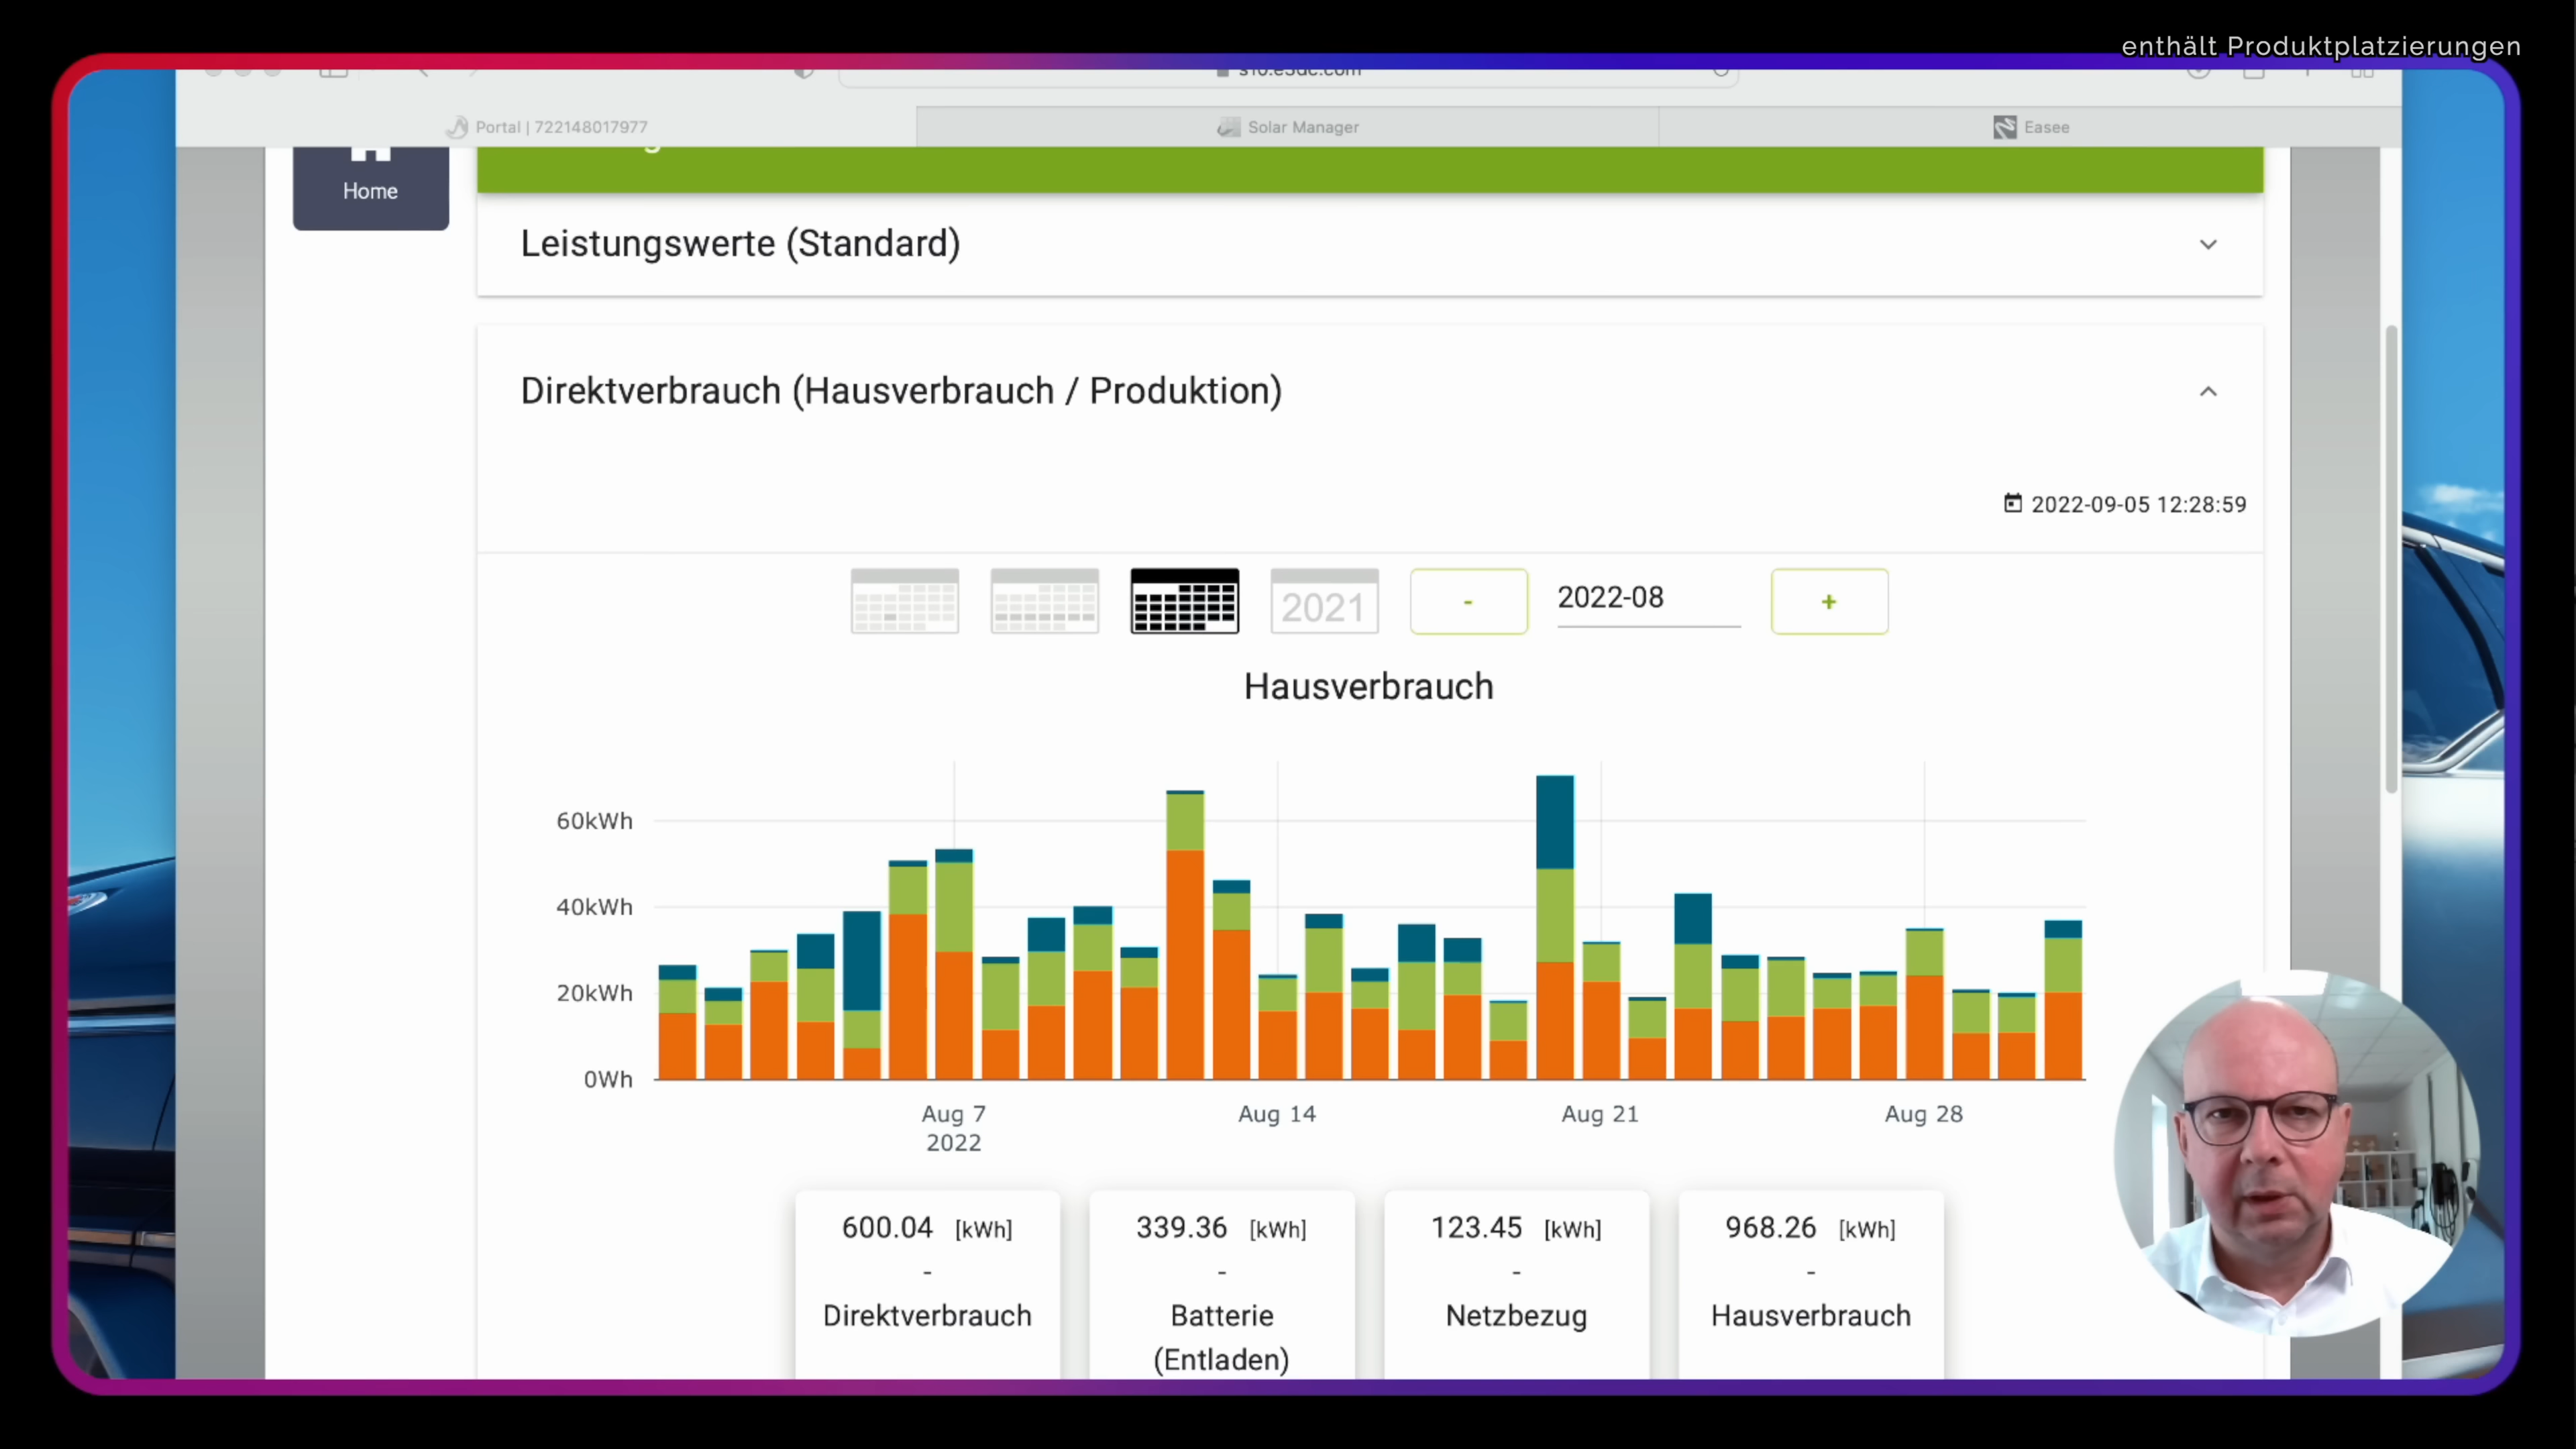 enthält Produktplatzierungen
Portal | 722148017977
Solar Manager
Easee
Home
Leistungswerte (Standard)
Direktverbrauch (Hausverbrauch / Produktion)
2022-09-05 12:28:59
2021
-
2022-08
+
Hausverbrauch
60kWh
40kWh
20kWh
0Wh
Aug 7
2022
Aug 14
Aug 21
Aug 28
600.04 [kWh]
-
Direktverbrauch
339.36 [kWh]
-
Batterie
(Entladen)
123.45 [kWh]
-
Netzbezug
968.26 [kWh]
-
Hausverbrauch